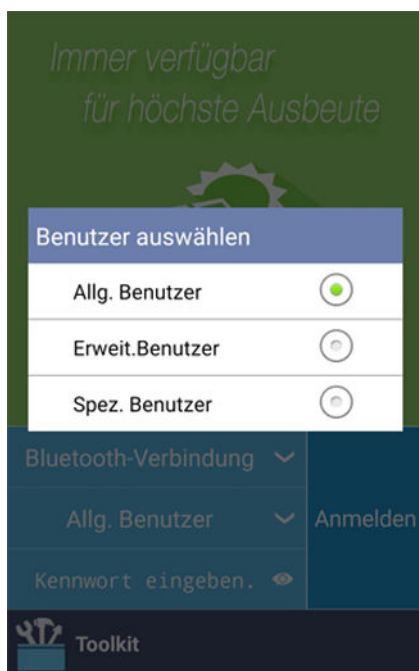 Immer verfügbar
für höchste Ausbeute
Benutzer auswählen
Allg. Benutzer
Erweit.Benutzer
Spez. Benutzer
Bluetooth-Verbindung
Allg. Benutzer
Anmelden
Kennwort eingeben.
Toolkit